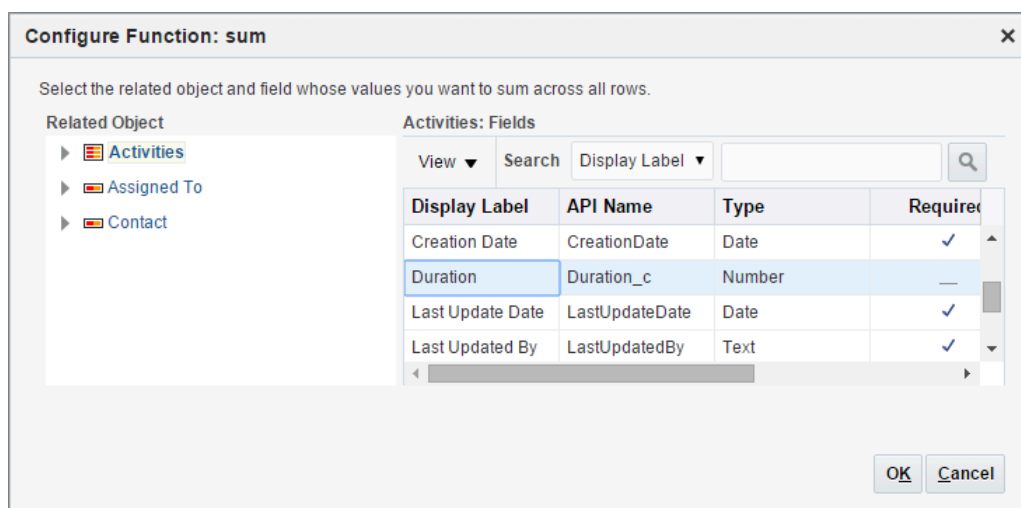 Configure Function: sum
Select the related object and field whose values you want to sum across all rows.
Related Object
Activities
Assigned To
Contact
Activities: Fields
View Search Display Label
Display Label API Name Type Required
Creation Date CreationDate Date
Duration Duration_c Number
Last Update Date LastUpdateDate Date
Last Updated By LastUpdatedBy Text
OK Cancel